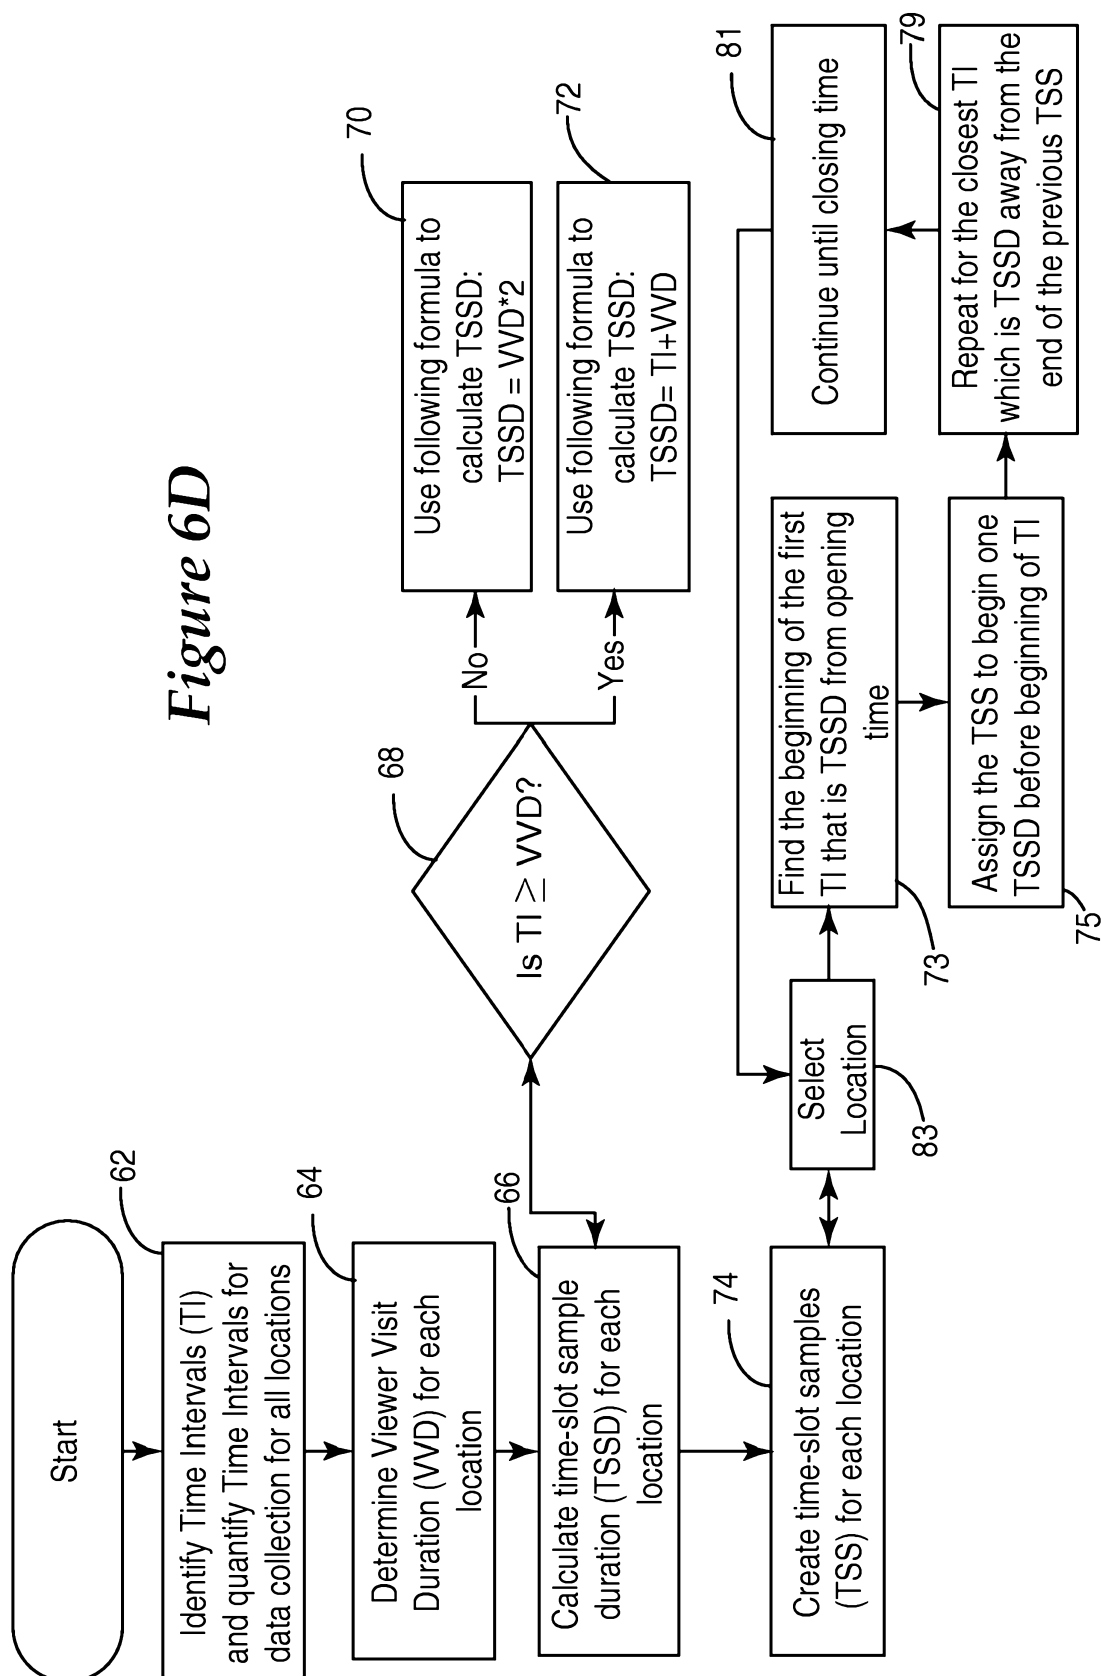 Figure 6D
Start
62
Identify Time Intervals (TI)
and quantify Time Intervals for
data collection for all locations
64
Determine Viewer Visit
Duration (VVD) for each
location
66
Calculate time-slot sample
duration (TSSD) for each
location
68
Is TI ≥ VVD?
No
70
Use following formula to
calculate TSSD:
TSSD = VVD*2
Yes
72
Use following formula to
calculate TSSD:
TSSD= TI+VVD
74
Create time-slot samples
(TSS) for each location
Select
Location
83
Find the beginning of the first
TI that is TSSD from opening
time
73
Assign the TSS to begin one
TSSD before beginning of TI
75
Repeat for the closest TI
which is TSSD away from the
end of the previous TSS
79
Continue until closing time
81